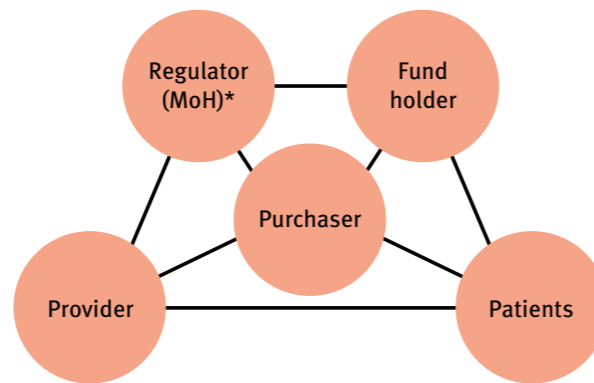 Regulator
(MoH)*
Fund
holder
Purchaser
Provider
Patients